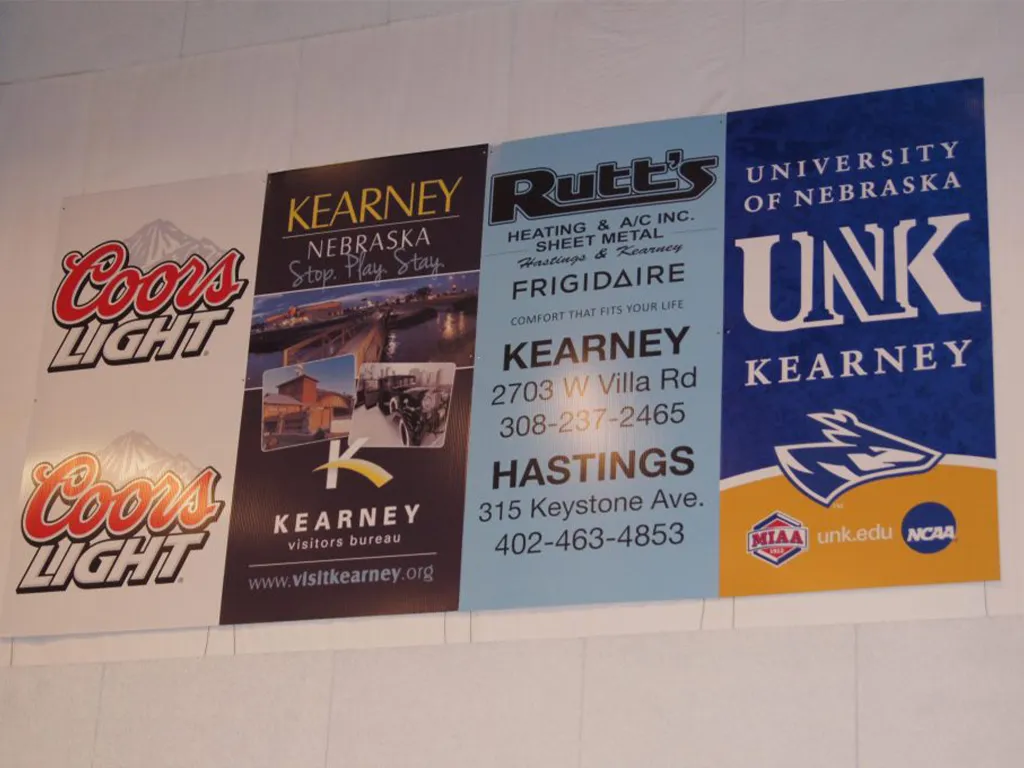 Coors
LIGHT
Coors
LIGHT
KEARNEY
NEBRASKA
Stop. Play. Stay.
K
KEARNEY
visitors bureau
www.visitkearney.org
Rutt's
HEATING & A/C INC.
SHEET METAL
Hastings & Kearney
FRIGIDAIRE
COMFORT THAT FITS YOUR LIFE
KEARNEY
2703 W Villa Rd
308-237-2465
HASTINGS
315 Keystone Ave.
402-463-4853
UNIVERSITY
OF NEBRASKA
UNK
KEARNEY
TM
MIAA
1912
unk.edu
NCAA